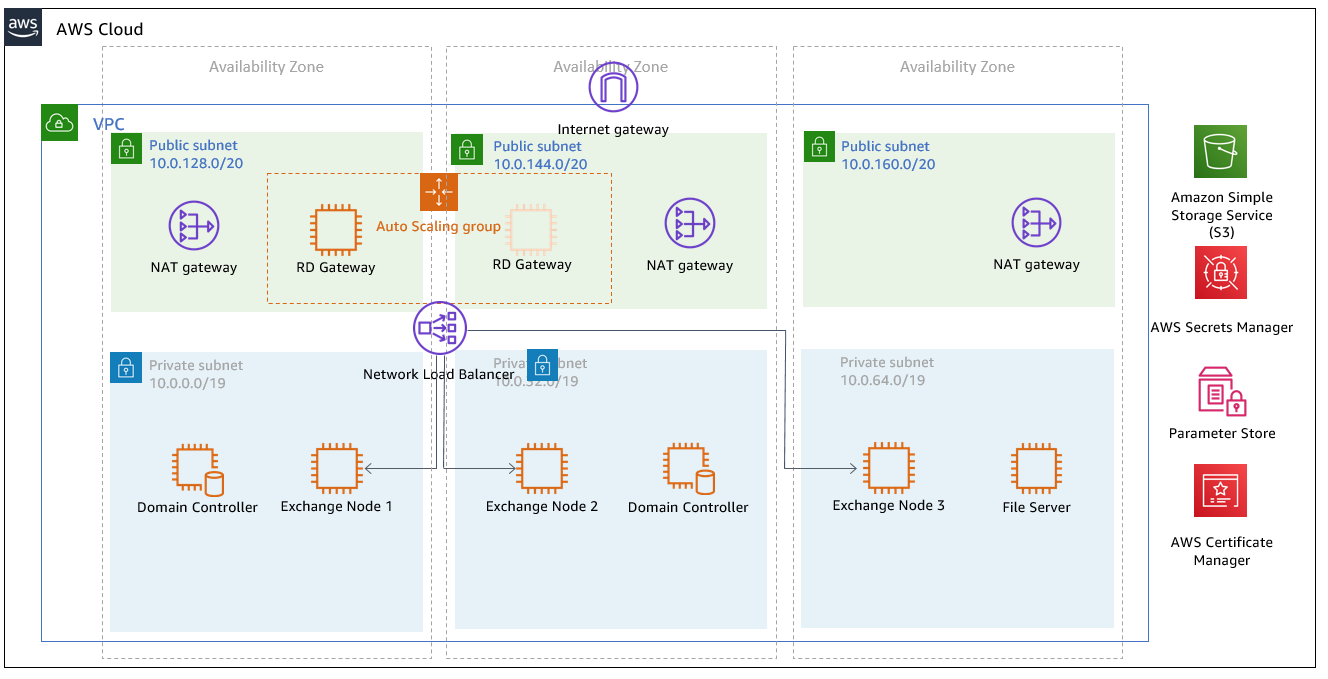 aws
AWS Cloud
Availability Zone
Availability Zone
Availability Zone
Internet gateway
VPC
Public subnet
10.0.128.0/20
Public subnet
10.0.144.0/20
Public subnet
10.0.160.0/20
Auto Scaling group
NAT gateway
RD Gateway
RD Gateway
NAT gateway
NAT gateway
Network Load Balancer
Private subnet
10.0.0.0/19
Private subnet
10.0.32.0/19
Private subnet
10.0.64.0/19
Domain Controller
Exchange Node 1
Exchange Node 2
Domain Controller
Exchange Node 3
File Server
Amazon Simple
Storage Service
(S3)
AWS Secrets Manager
Parameter Store
AWS Certificate
Manager